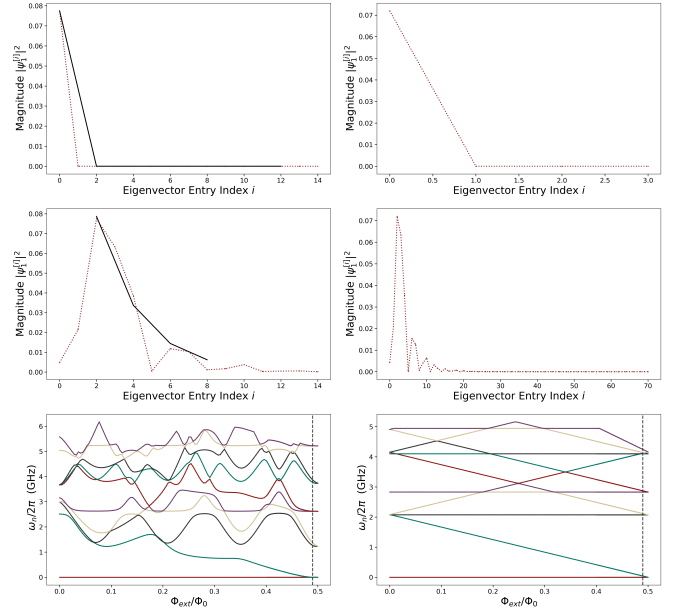 0.08
0.07
0.06
0.05
0.04
0.03
0.02
0.01
0.00
Magnitude |ψ₁^[i]|²
0 2 4 6 8 10 12 14
Eigenvector Entry Index i
0.07
0.06
0.05
0.04
0.03
0.02
0.01
0.00
Magnitude |ψ₁^[i]|²
0.0 0.5 1.0 1.5 2.0 2.5 3.0
Eigenvector Entry Index i
0.08
0.07
0.06
0.05
0.04
0.03
0.02
0.01
0.00
Magnitude |ψ₁^[i]|²
0 2 4 6 8 10 12 14
Eigenvector Entry Index i
0.07
0.06
0.05
0.04
0.03
0.02
0.01
0.00
Magnitude |ψ₁^[i]|²
0 10 20 30 40 50 60 70
Eigenvector Entry Index i
6
5
4
3
2
1
0
ωₙ/2π (GHz)
0.0 0.1 0.2 0.3 0.4 0.5
Φ_ext/Φ₀
5
4
3
2
1
0
ωₙ/2π (GHz)
0.0 0.1 0.2 0.3 0.4 0.5
Φ_ext/Φ₀